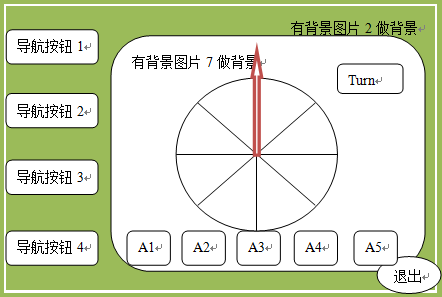 有背景图片 2 做背景
导航按钮 1
有背景图片 7 做背景
Turn
导航按钮 2
导航按钮 3
导航按钮 4
A1
A2
A3
A4
A5
退出